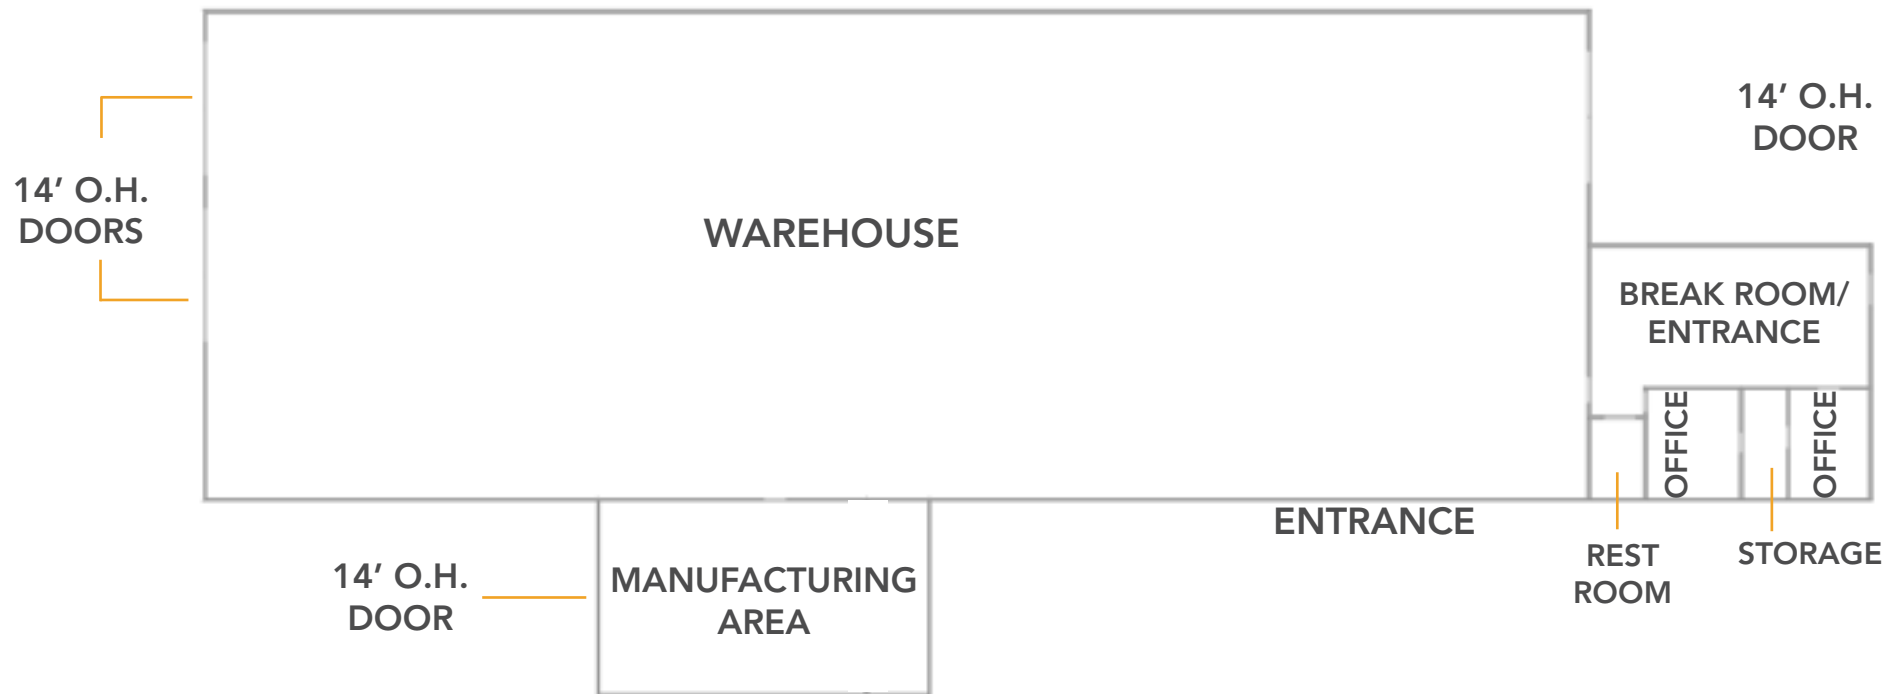 14’ O.H.
DOOR
14’ O.H.
DOORS
WAREHOUSE
BREAK ROOM/
ENTRANCE
OFFICE
OFFICE
ENTRANCE
REST
ROOM
STORAGE
14’ O.H.
DOOR
MANUFACTURING
AREA